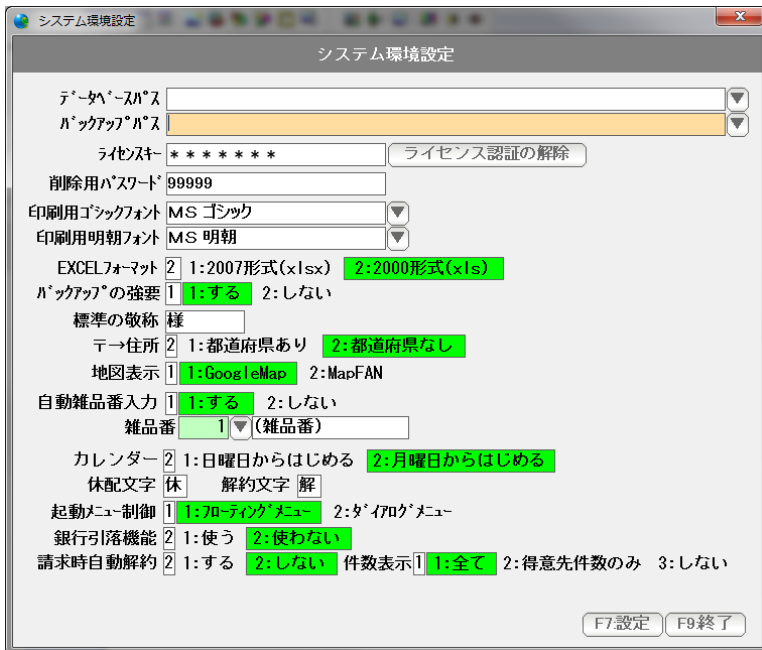 システム環境設定
x
システム環境設定
ﾃﾞｰﾀﾍﾞｰｽﾊﾟｽ
ﾊﾞｯｸｱｯﾌﾟﾊﾟｽ
ﾗｲｾﾝｽｷｰ ******* ライセンス認証の解除
削除用ﾊﾟｽﾜｰﾄﾞ 99999
印刷用ｺﾞｼｯｸﾌｫﾝﾄ ＭＳ ゴシック
印刷用明朝ﾌｫﾝﾄ ＭＳ 明朝
EXCELﾌｫｰﾏｯﾄ 2 1:2007形式(xlsx) 2:2000形式(xls)
ﾊﾞｯｸｱｯﾌﾟの強要 1 1:する 2:しない
標準の敬称 様
〒→住所 2 1:都道府県あり 2:都道府県なし
地図表示 1 1:GoogleMap 2:MapFAN
自動雑品番入力 1 1:する 2:しない
雑品番 1 (雑品番)
カレンダー 2 1:日曜日からはじめる 2:月曜日からはじめる
休配文字 休 解約文字 解
起動ﾒﾆｭｰ制御 1 1:ﾌﾛｰﾃｨﾝｸﾞﾒﾆｭｰ 2:ﾀﾞｲｱﾛｸﾞﾒﾆｭｰ
銀行引落機能 2 1:使う 2:使わない
請求時自動解約 2 1:する 2:しない 件数表示 1 1:全て 2:得意先件数のみ 3:しない
F7:設定 F9:終了